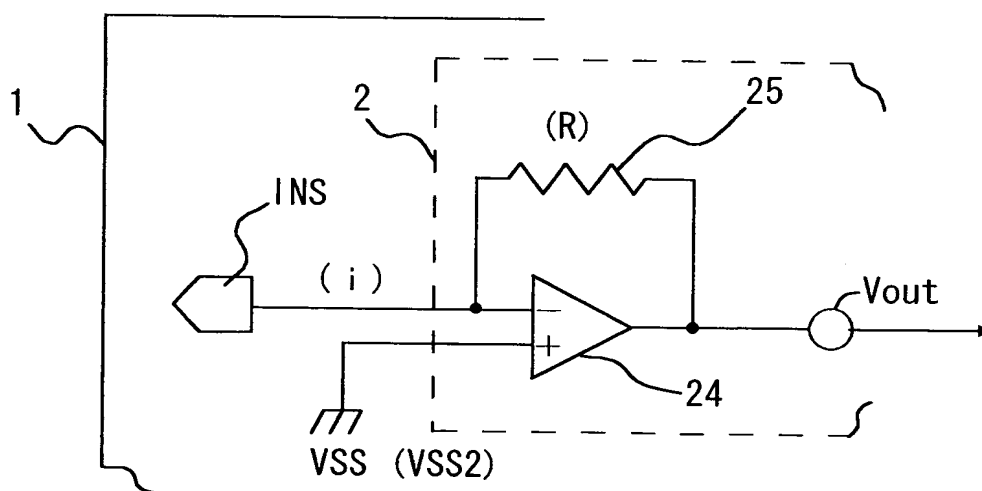 1
2
25
(R)
INS
(i)
Vout
−
+
24
VSS (VSS2)